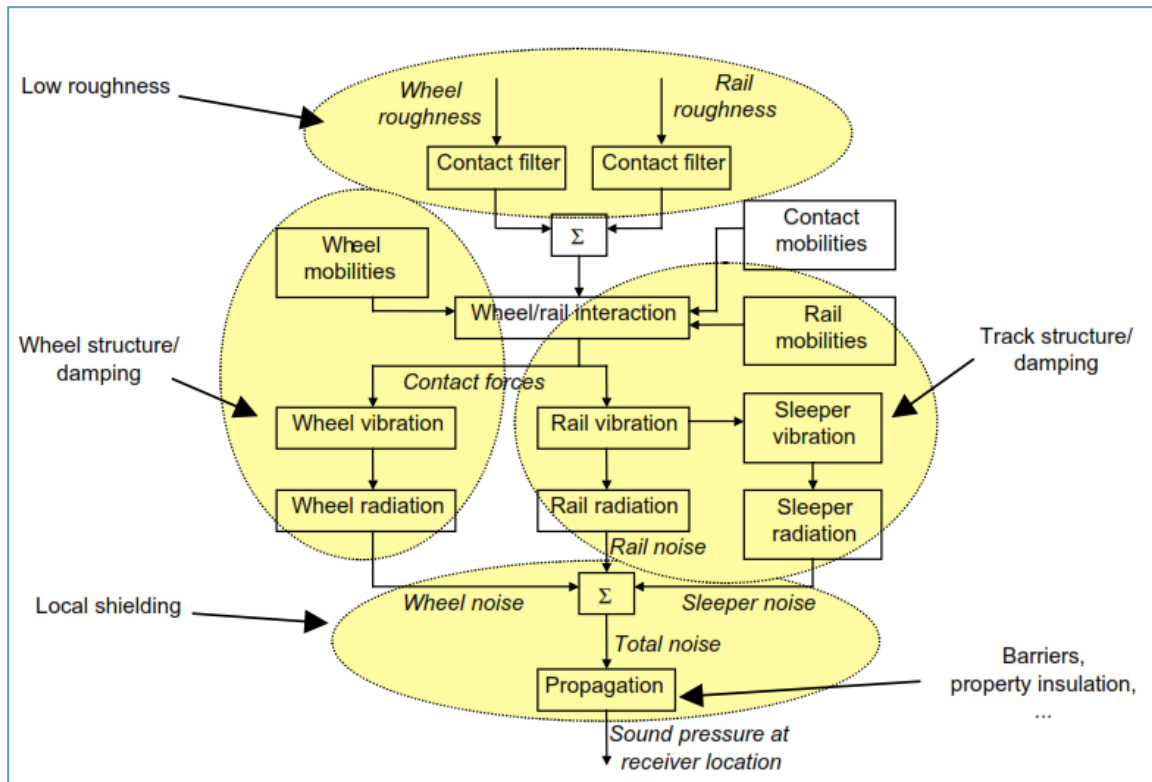 Low roughness
Wheel
roughness
Rail
roughness
Contact filter
Contact filter
Σ
Contact
mobilities
Wheel
mobilities
Wheel/rail interaction
Rail
mobilities
Wheel structure/
damping
Track structure/
damping
Contact forces
Wheel vibration
Rail vibration
Sleeper
vibration
Wheel radiation
Rail radiation
Sleeper
radiation
Rail noise
Local shielding
Wheel noise
Σ
Sleeper noise
Total noise
Propagation
Barriers,
property insulation,
...
Sound pressure at
receiver location